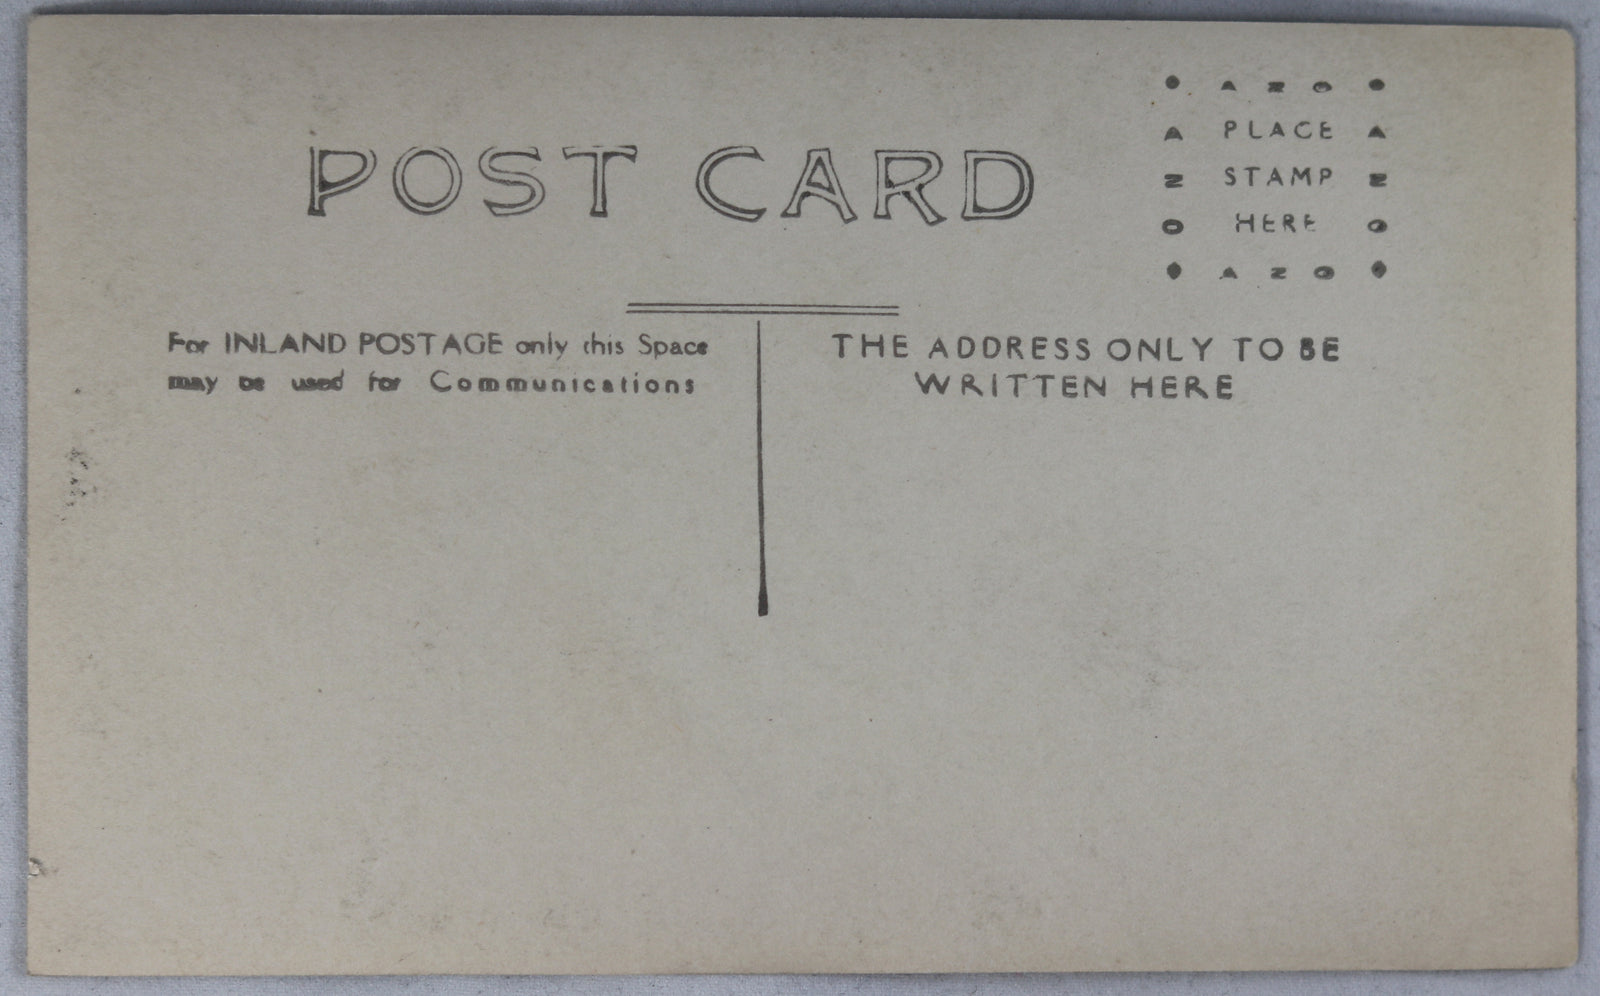 POST CARD
AZO
A PLACE A
Z STAMP Z
O HERE O
AZO
For INLAND POSTAGE only this Space
may be used for Communications
THE ADDRESS ONLY TO BE
WRITTEN HERE